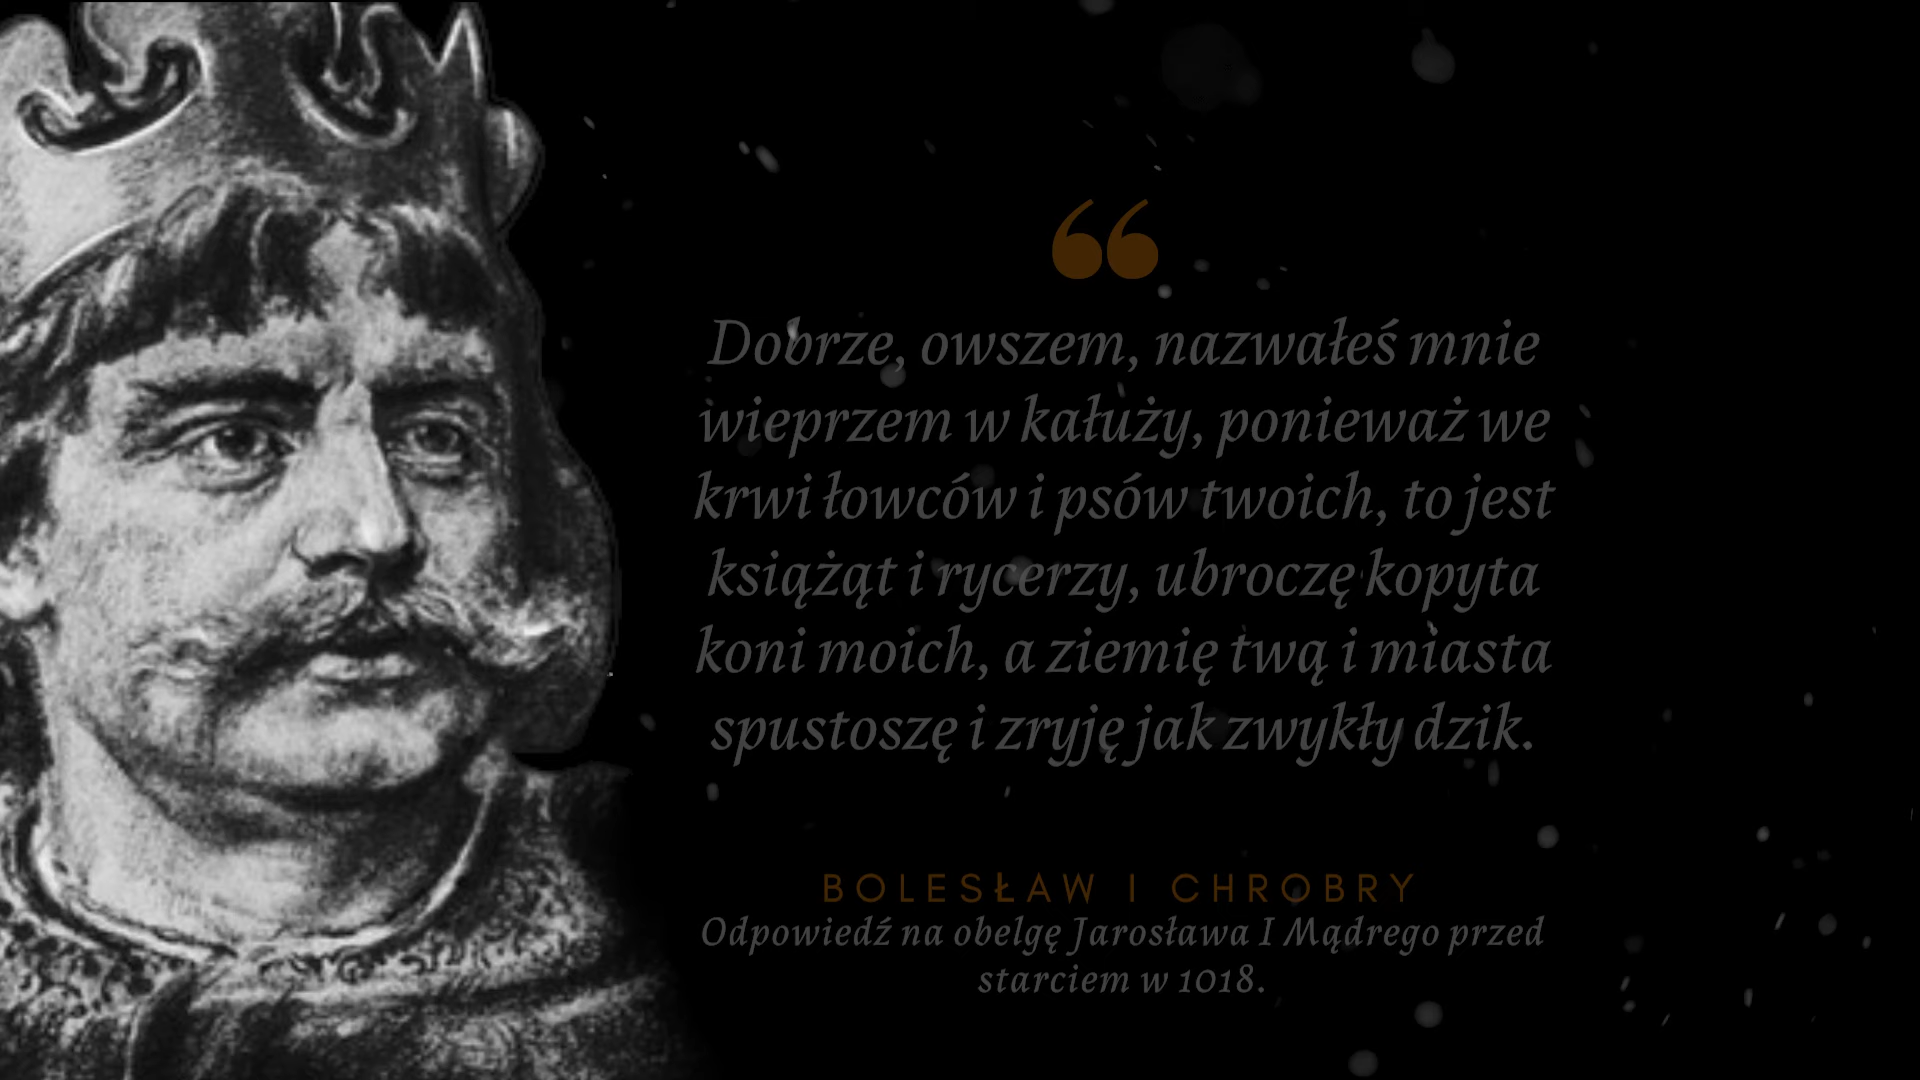 “
Dobrze, owszem, nazwałeś mnie
wieprzem w kałuży, ponieważ we
krwi łowców i psów twoich, to jest
książąt i rycerzy, ubroczę kopyta
koni moich, a ziemię twą i miasta
spustoszę i zryję jak zwykły dzik.
BOLESŁAW I CHROBRY
Odpowiedź na obelgę Jarosława I Mądrego przed
starciem w 1018.